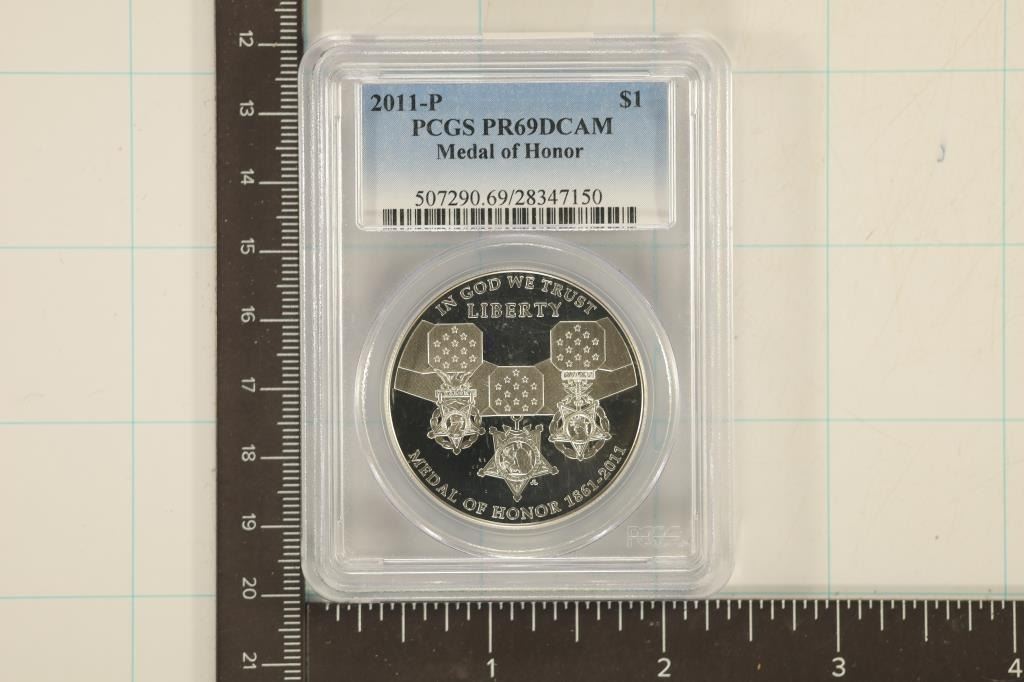 2011-P $1
PCGS PR69DCAM
Medal of Honor
507290.69/28347150
IN GOD WE TRUST
LIBERTY
MEDAL OF HONOR 1861-2011
PCGS
12
13
14
15
16
17
18
19
20
21
1 2 3 4